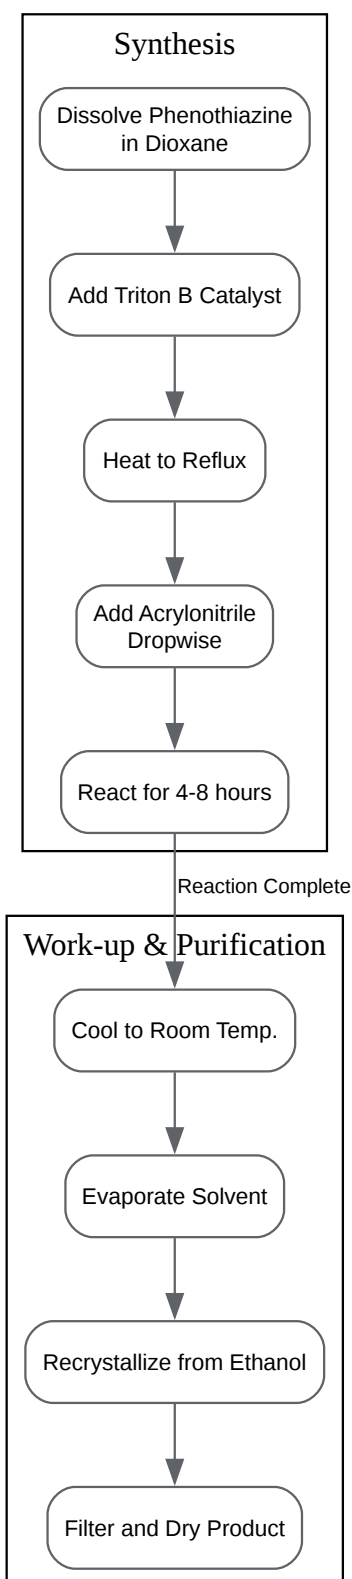 Synthesis
Dissolve Phenothiazine
in Dioxane
Add Triton B Catalyst
Heat to Reflux
Add Acrylonitrile
Dropwise
React for 4-8 hours
Reaction Complete
Work-up & Purification
Cool to Room Temp.
Evaporate Solvent
Recrystallize from Ethanol
Filter and Dry Product